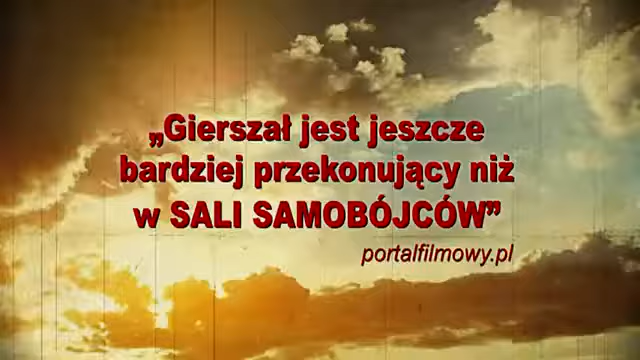 „Gierszał jest jeszcze
bardziej przekonujący niż
w SALI SAMOBÓJCÓW”
portalfilmowy.pl